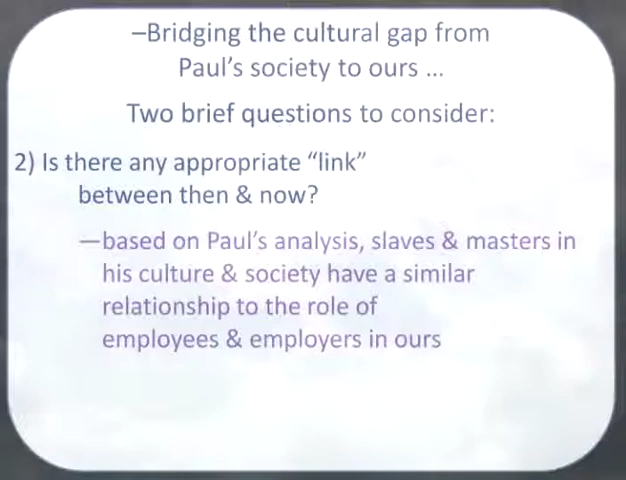 –Bridging the cultural gap from
Paul's society to ours ...
Two brief questions to consider:
2) Is there any appropriate “link”
between then & now?
—based on Paul's analysis, slaves & masters in
his culture & society have a similar
relationship to the role of
employees & employers in ours